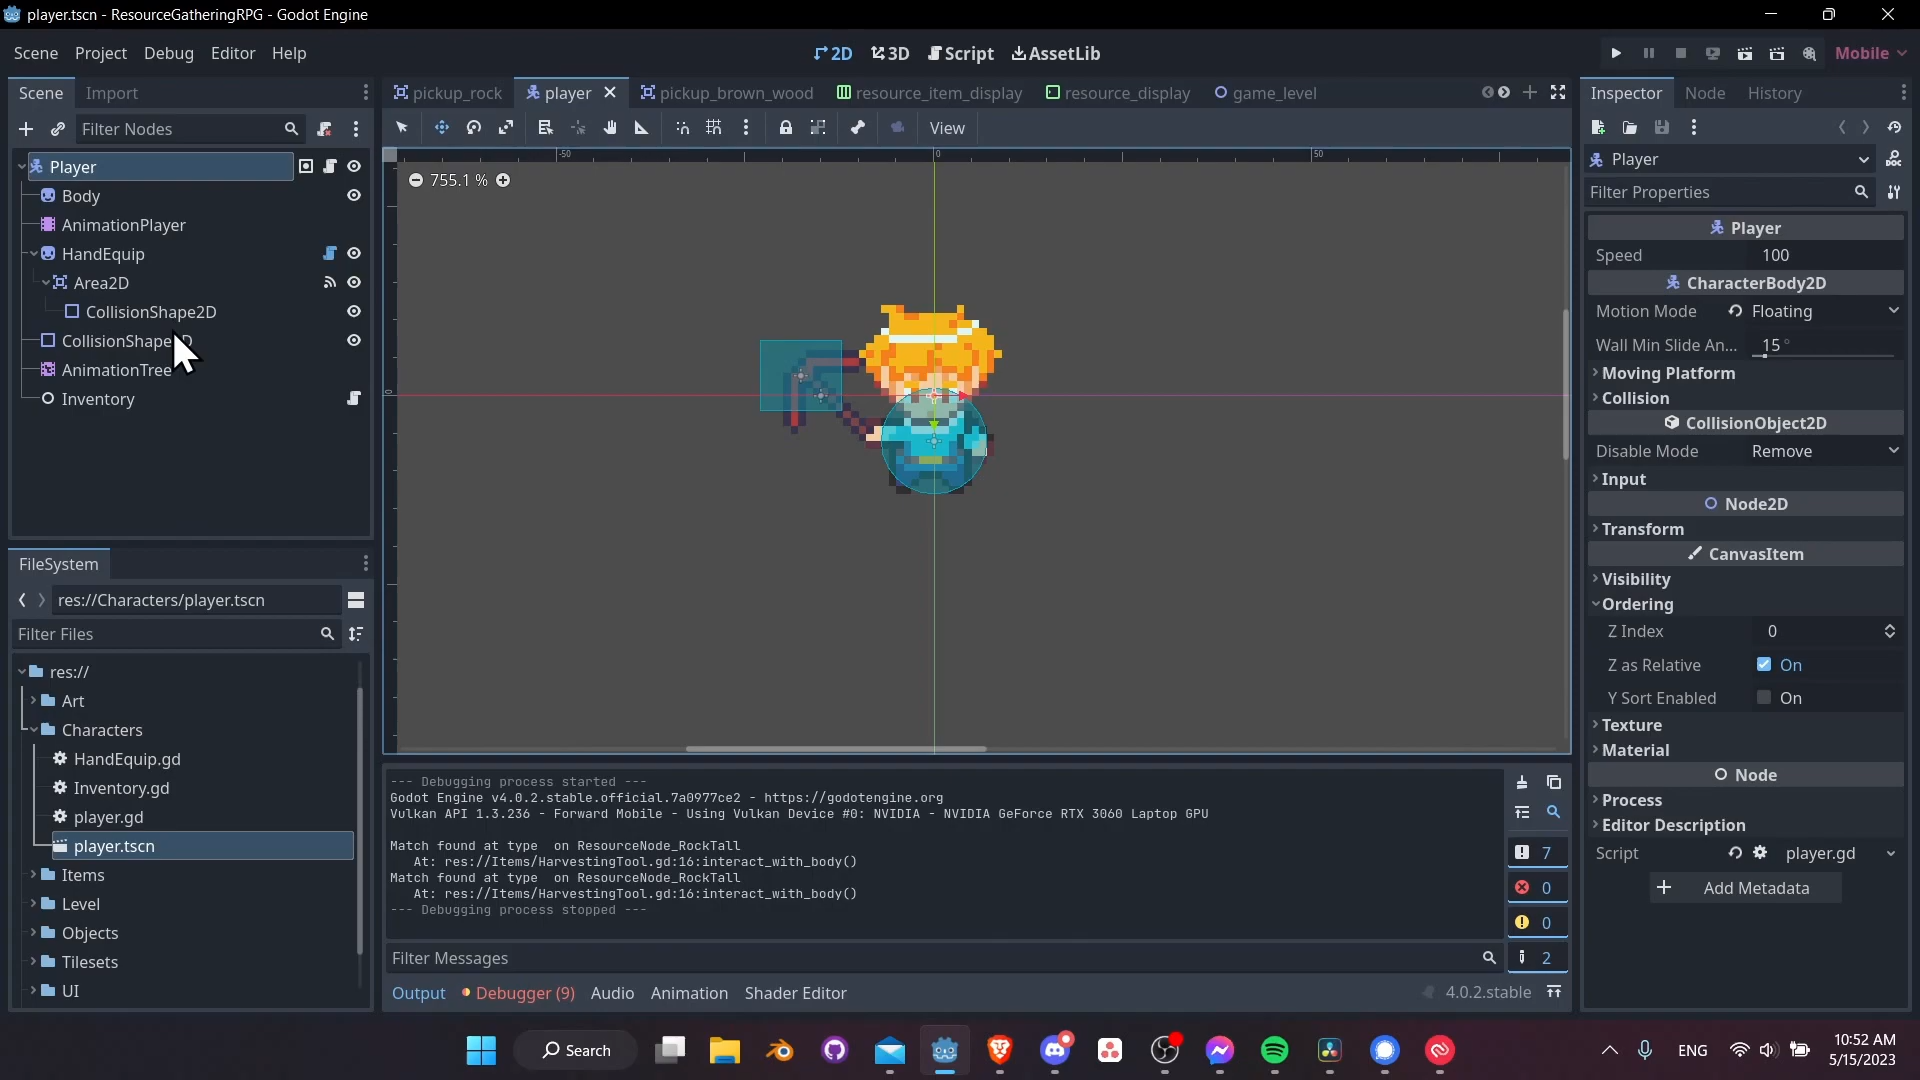 player.tscn - ResourceGatheringRPG - Godot Engine
Scene Project Debug Editor Help
2D 3D Script AssetLib
Mobile
Scene Import
pickup_rock player pickup_brown_wood resource_item_display resource_display game_level
Inspector Node History
Filter Nodes
View
Player
Body
AnimationPlayer
HandEquip
Area2D
CollisionShape2D
CollisionShape D
AnimationTree
Inventory
-50 0 50
755.1 %
0
Player
Filter Properties
Player
Speed 100
CharacterBody2D
Motion Mode Floating
Wall Min Slide An... 15 °
Moving Platform
Collision
CollisionObject2D
Disable Mode Remove
Input
Node2D
Transform
CanvasItem
Visibility
Ordering
Z Index 0
Z as Relative On
Y Sort Enabled On
Texture
Material
Node
Process
Editor Description
Script player.gd
Add Metadata
FileSystem
res://Characters/player.tscn
Filter Files
res://
Art
Characters
HandEquip.gd
Inventory.gd
player.gd
player.tscn
Items
Level
Objects
Tilesets
UI
--- Debugging process started ---
Godot Engine v4.0.2.stable.official.7a0977ce2 - https://godotengine.org
Vulkan API 1.3.236 - Forward Mobile - Using Vulkan Device #0: NVIDIA - NVIDIA GeForce RTX 3060 Laptop GPU
Match found at type  on ResourceNode_RockTall
At: res://Items/HarvestingTool.gd:16:interact_with_body()
Match found at type  on ResourceNode_RockTall
At: res://Items/HarvestingTool.gd:16:interact_with_body()
--- Debugging process stopped ---
7
0
0
2
Filter Messages
Output Debugger (9) Audio Animation Shader Editor
4.0.2.stable
Search
ENG
10:52 AM
5/15/2023